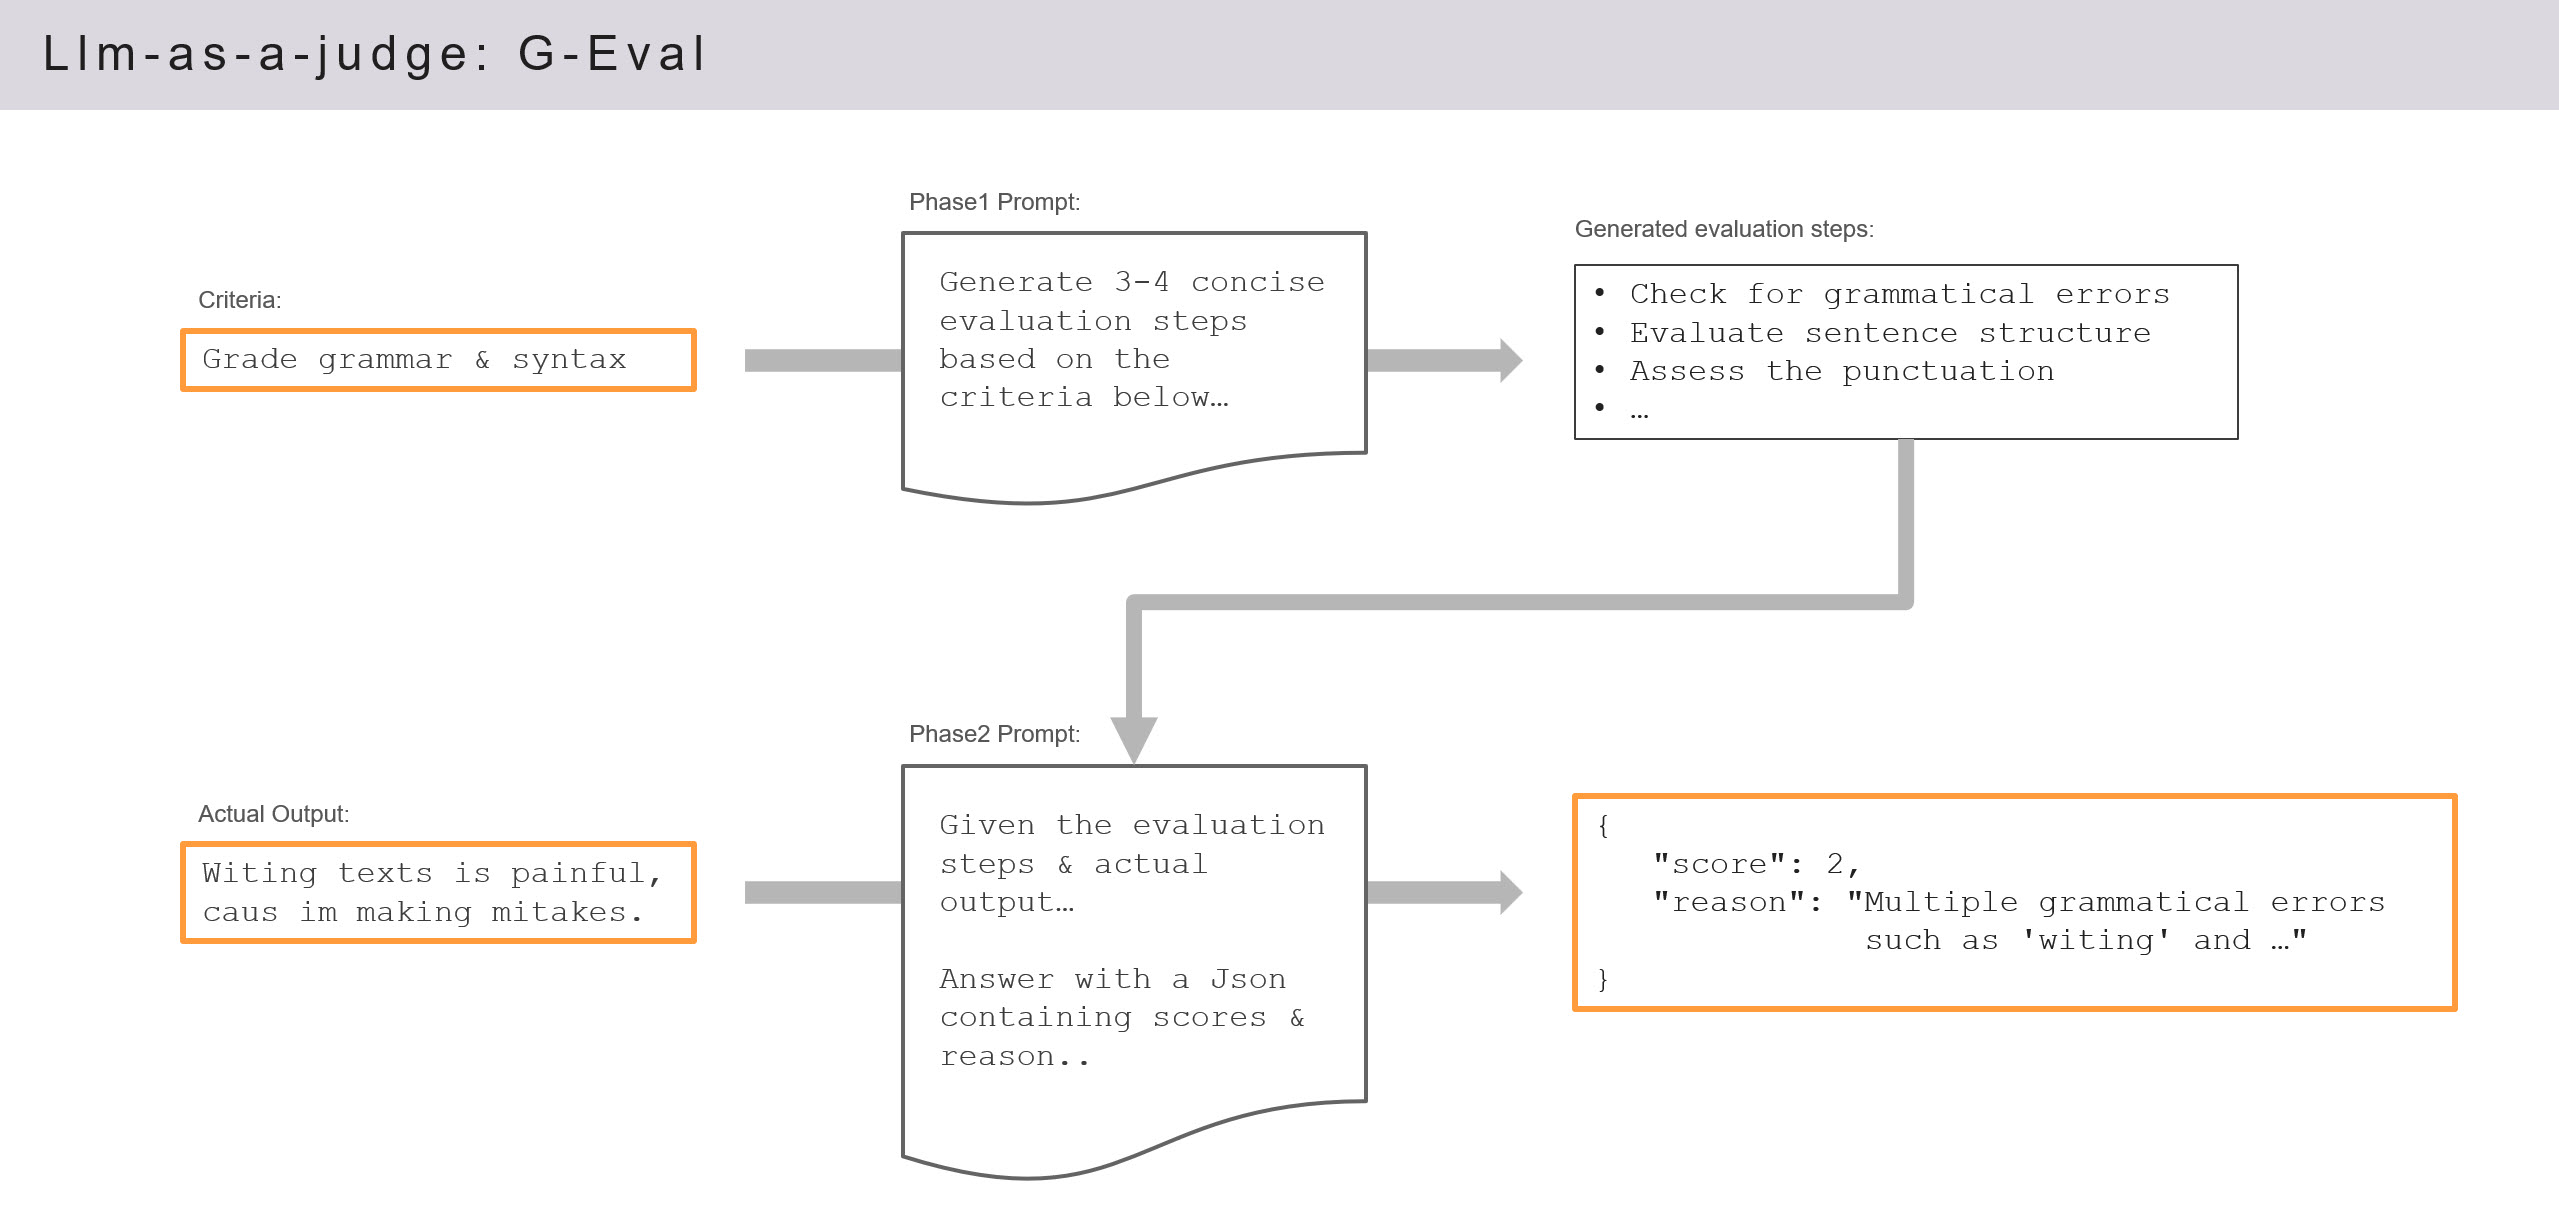 Llm-as-a-judge: G-Eval
Phase1 Prompt:
Generate 3-4 concise
evaluation steps
based on the
criteria below…
Generated evaluation steps:
• Check for grammatical errors
• Evaluate sentence structure
• Assess the punctuation
• …
Criteria:
Grade grammar & syntax
Phase2 Prompt:
Given the evaluation
steps & actual
output…
Answer with a Json
containing scores &
reason..
Actual Output:
Witing texts is painful,
caus im making mitakes.
{
"score": 2,
"reason": "Multiple grammatical errors
such as 'witing' and …"
}